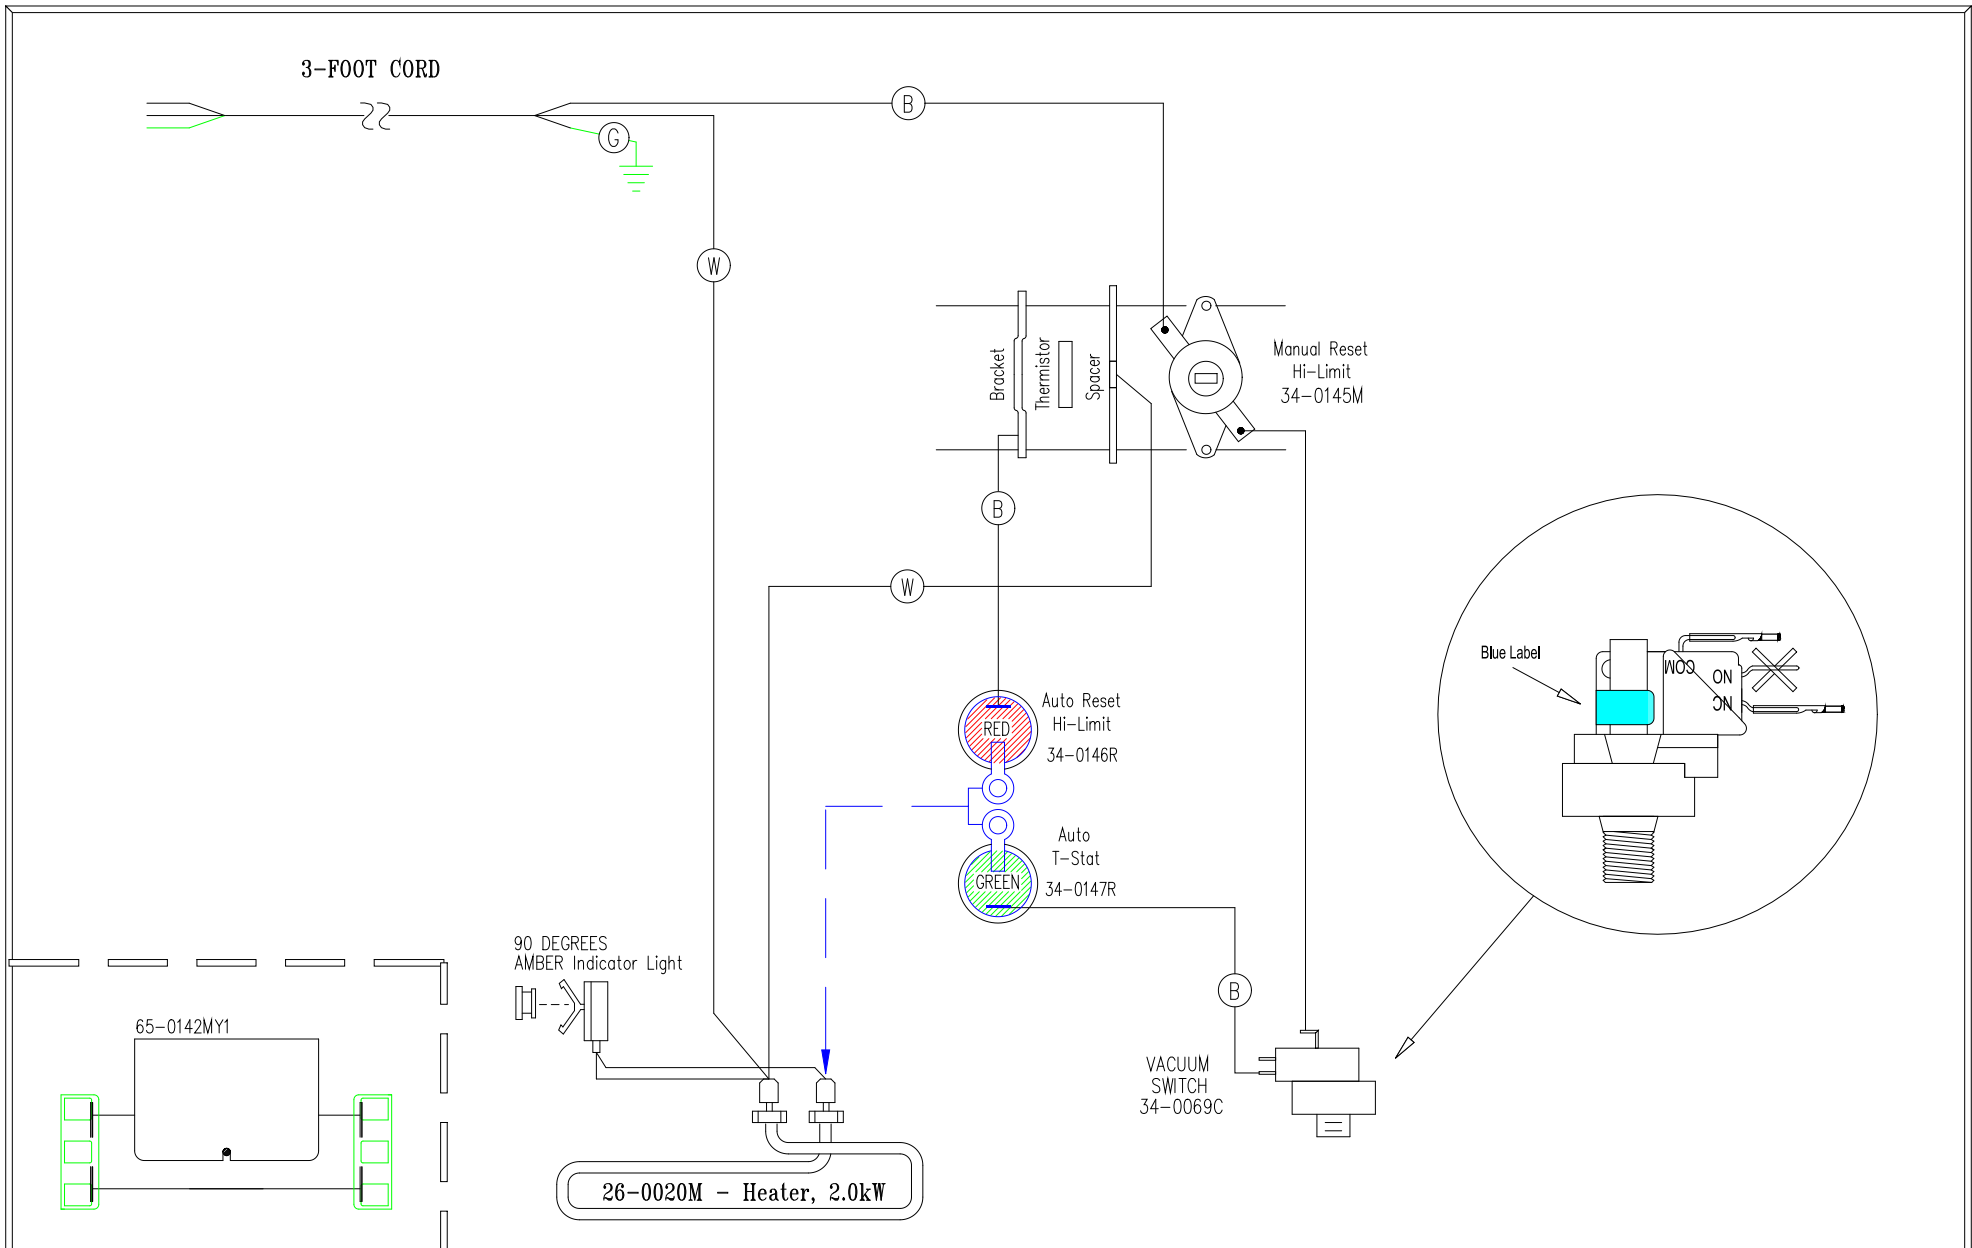 3-FOOT CORD
B
G
W
Bracket
Thermistor
Spacer
Manual Reset
Hi-Limit
34-0145M
B
W
Blue Label
COM
NO
NC
RED
Auto Reset
Hi-Limit
34-0146R
Auto
T-Stat
34-0147R
GREEN
90 DEGREES
AMBER Indicator Light
B
65-0142MY1
VACUUM
SWITCH
34-0069C
26-0020M - Heater, 2.0kW